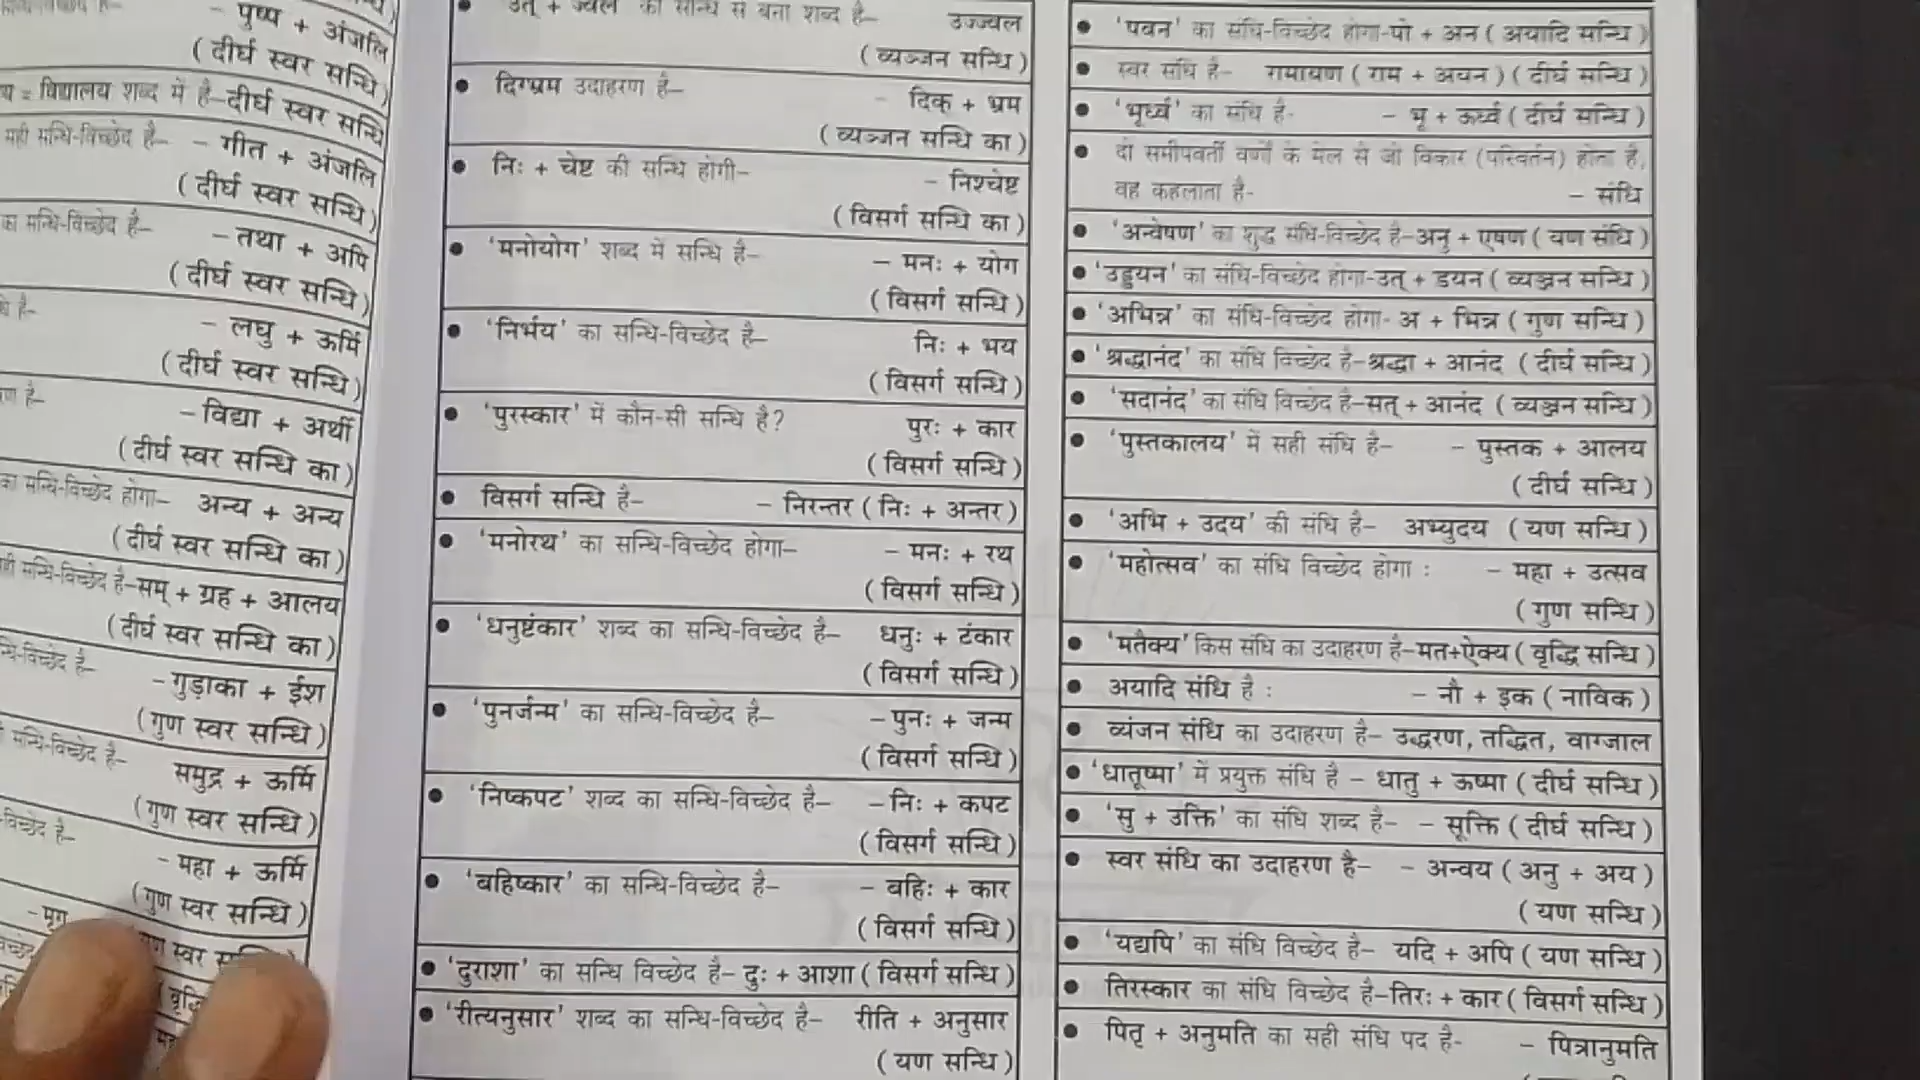 - पुष्प + अंजलि
( दीर्घ स्वर सन्धि )
= विद्यालय शब्द में है-दीर्घ स्वर सन्धि
सही सन्धि-विच्छेद है- - गीत + अंजलि
( दीर्घ स्वर सन्धि )
का सन्धि-विच्छेद है- - तथा + अपि
( दीर्घ स्वर सन्धि )
है- - लघु + ऊर्मि
( दीर्घ स्वर सन्धि )
है- - विद्या + अर्थी
( दीर्घ स्वर सन्धि का )
का सन्धि-विच्छेद होगा- अन्य + अन्य
( दीर्घ स्वर सन्धि का )
सन्धि-विच्छेद है-सम् + ग्रह + आलय
( दीर्घ स्वर सन्धि का )
-विच्छेद है- - गुड़ाका + ईश
( गुण स्वर सन्धि )
सन्धि-विच्छेद है- समुद्र + ऊर्मि
( गुण स्वर सन्धि )
-विच्छेद है- - महा + ऊर्मि
( गुण स्वर सन्धि )
- मृग
उत् + ज्वल की सन्धि से बना शब्द है- उज्ज्वल
( व्यञ्जन सन्धि )
• दिग्भ्रम उदाहरण है- - दिक् + भ्रम
( व्यञ्जन सन्धि का )
• निः + चेष्ट की सन्धि होगी- - निश्चेष्ट
( विसर्ग सन्धि का )
• 'मनोयोग' शब्द में सन्धि है- - मनः + योग
( विसर्ग सन्धि )
• 'निर्भय' का सन्धि-विच्छेद है- निः + भय
( विसर्ग सन्धि )
• 'पुरस्कार' में कौन-सी सन्धि है? पुरः + कार
( विसर्ग सन्धि )
• विसर्ग सन्धि है- - निरन्तर ( निः + अन्तर )
• 'मनोरथ' का सन्धि-विच्छेद होगा- - मनः + रथ
( विसर्ग सन्धि )
• 'धनुष्टंकार' शब्द का सन्धि-विच्छेद है- धनुः + टंकार
( विसर्ग सन्धि )
• 'पुनर्जन्म' का सन्धि-विच्छेद है- - पुनः + जन्म
( विसर्ग सन्धि )
• 'निष्कपट' शब्द का सन्धि-विच्छेद है- - निः + कपट
( विसर्ग सन्धि )
• 'बहिष्कार' का सन्धि-विच्छेद है- - बहिः + कार
( विसर्ग सन्धि )
• 'दुराशा' का सन्धि विच्छेद है- दुः + आशा ( विसर्ग सन्धि )
• 'रीत्यनुसार' शब्द का सन्धि-विच्छेद है- रीति + अनुसार
( यण सन्धि )
• 'पवन' का संधि-विच्छेद होगा-पो + अन ( अयादि सन्धि )
• स्वर संधि है- रामायण ( राम + अयन ) ( दीर्घ सन्धि )
• 'भूर्ध्व' का संधि है- - भू + ऊर्ध्व ( दीर्घ सन्धि )
• दो समीपवर्ती वर्णों के मेल से जो विकार (परिवर्तन) होता है,
वह कहलाता है- - संधि
• 'अन्वेषण' का शुद्ध संधि-विच्छेद है-अनु + एषण ( यण संधि )
• 'उड्डयन' का संधि-विच्छेद होगा-उत् + डयन ( व्यञ्जन सन्धि )
• 'अभिन्न' का संधि-विच्छेद होगा- अ + भिन्न ( गुण सन्धि )
• 'श्रद्धानंद' का संधि विच्छेद है-श्रद्धा + आनंद ( दीर्घ सन्धि )
• 'सदानंद' का संधि विच्छेद है-सत् + आनंद ( व्यञ्जन सन्धि )
• 'पुस्तकालय' में सही संधि है- - पुस्तक + आलय
( दीर्घ सन्धि )
• 'अभि + उदय' की संधि है- अभ्युदय ( यण सन्धि )
• 'महोत्सव' का संधि विच्छेद होगा : - महा + उत्सव
( गुण सन्धि )
• 'मतैक्य' किस संधि का उदाहरण है-मत+ऐक्य ( वृद्धि सन्धि )
• अयादि संधि है : - नौ + इक ( नाविक )
• व्यंजन संधि का उदाहरण है- उद्धरण, तद्धित, वाग्जाल
• 'धातूष्मा' में प्रयुक्त संधि है - धातु + ऊष्मा ( दीर्घ सन्धि )
• 'सु + उक्ति' का संधि शब्द है- - सूक्ति ( दीर्घ सन्धि )
• स्वर संधि का उदाहरण है- - अन्वय ( अनु + अय )
( यण सन्धि )
• 'यद्यपि' का संधि विच्छेद है- यदि + अपि ( यण सन्धि )
• तिरस्कार का संधि विच्छेद है-तिरः + कार ( विसर्ग सन्धि )
• पितृ + अनुमति का सही संधि पद है- - पित्रानुमति